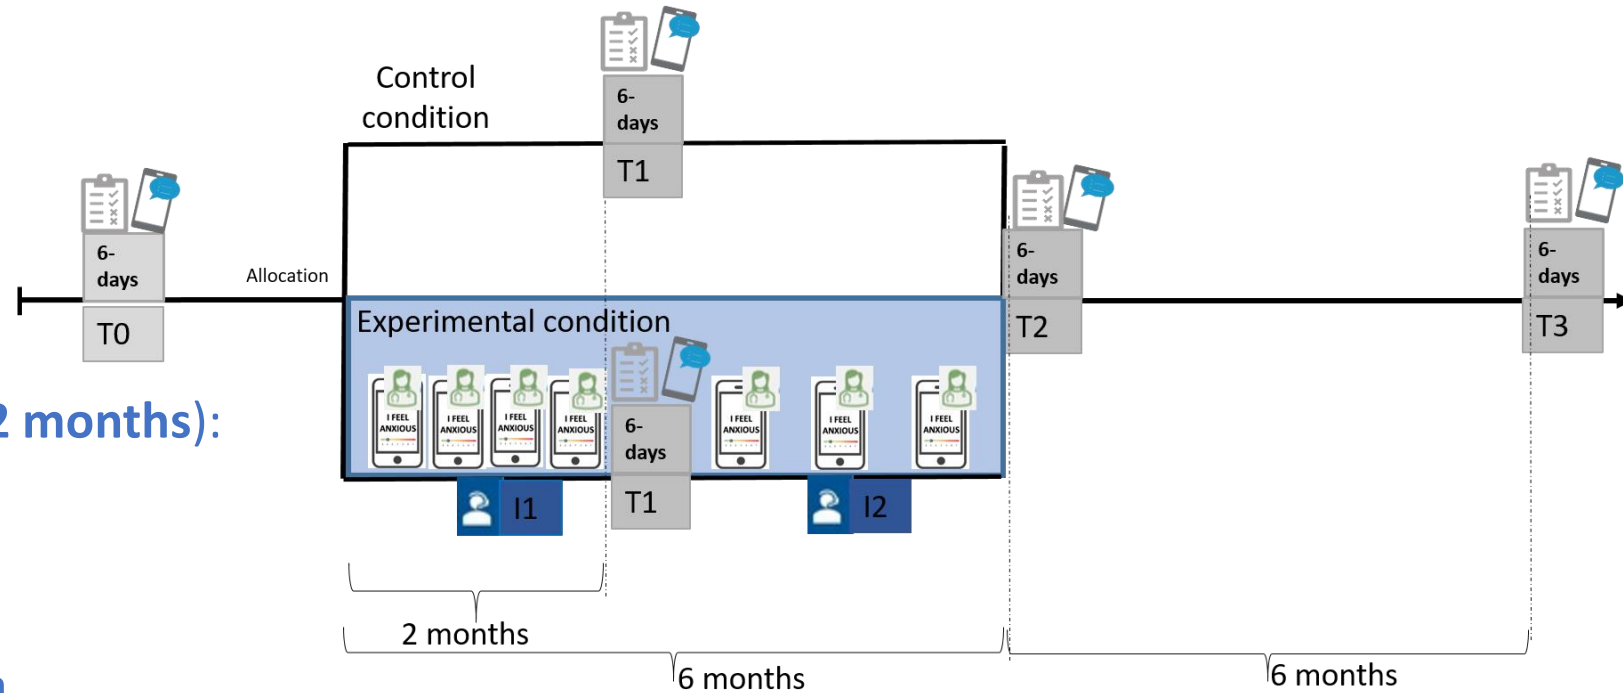 Control
condition
6-
days
T1
6-
days
T0
Allocation
6-
days
T2
6-
days
T3
Experimental condition
I FEEL
ANXIOUS
I FEEL
ANXIOUS
I FEEL
ANXIOUS
I FEEL
ANXIOUS
6-
days
T1
I FEEL
ANXIOUS
I FEEL
ANXIOUS
I FEEL
ANXIOUS
2 months):
I1
I2
2 months
6 months
6 months